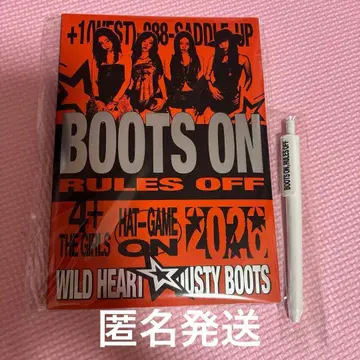 +1(WEST)-288-SADDLE UP
BOOTS ON
RULES OFF
4+
THE GIRLS
HAT-GAME
ON
2026
WILD HEART
DUSTY BOOTS
BOOTS ON, RULES OFF
匿名発送